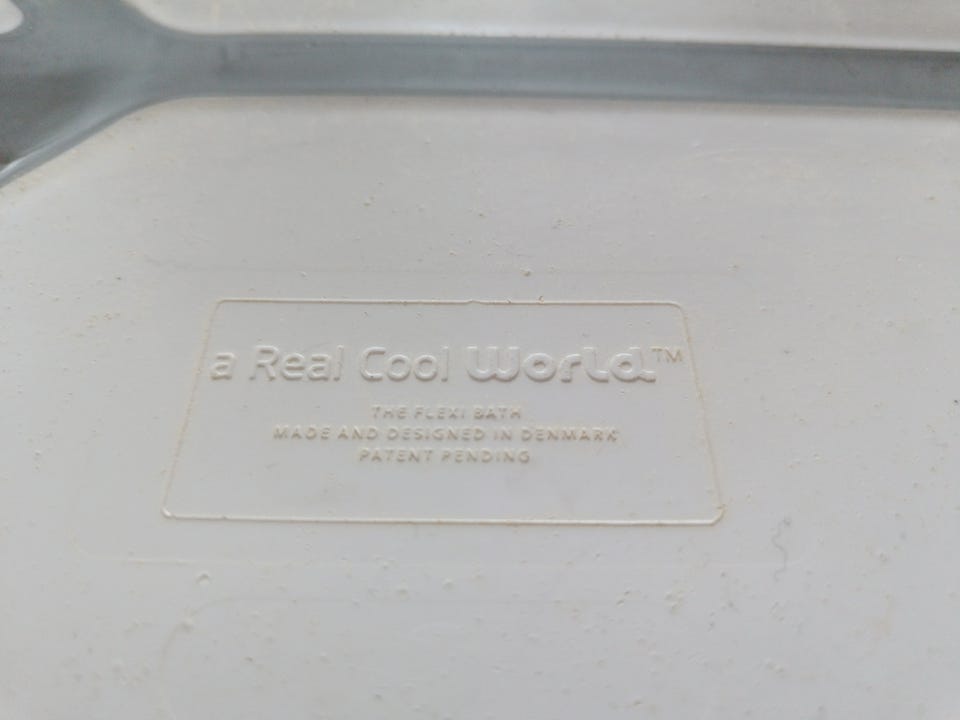 a Real Cool World™
THE FLEXI BATH
MADE AND DESIGNED IN DENMARK
PATENT PENDING